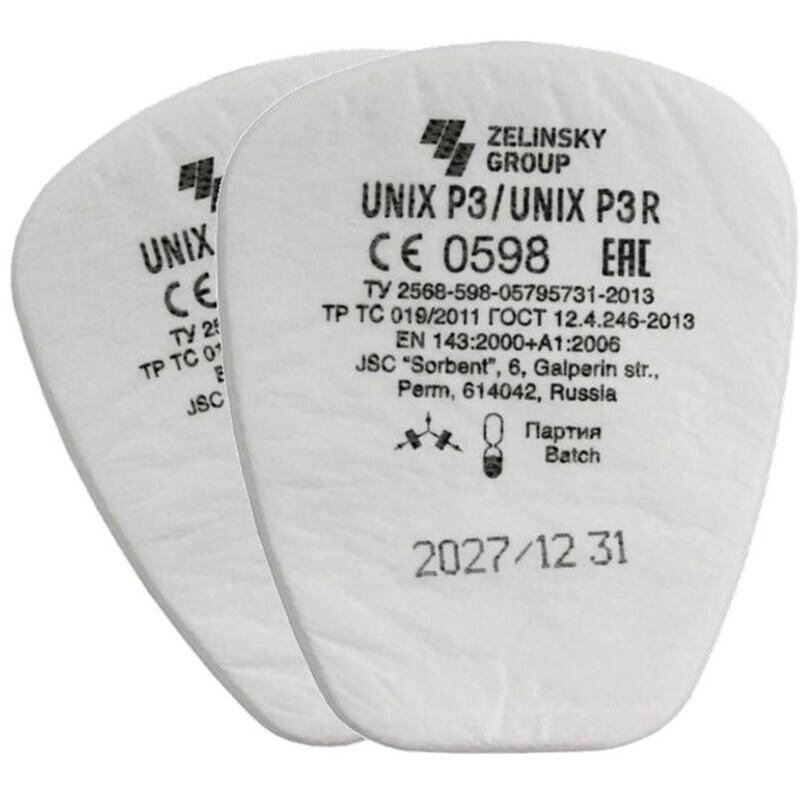 ZELINSKY
GROUP
UNIX P3/UNIX P3R
CE 0598 EAC
ТУ 2568-598-05795731-2013
ТР ТС 019/2011 ГОСТ 12.4.246-2013
EN 143:2000+A1:2006
JSC "Sorbent", 6, Galperin str.,
Perm, 614042, Russia
Партия
Batch
2027/12 31
UNIX
CE
ТУ 25
ТР ТС 01
E
JSC